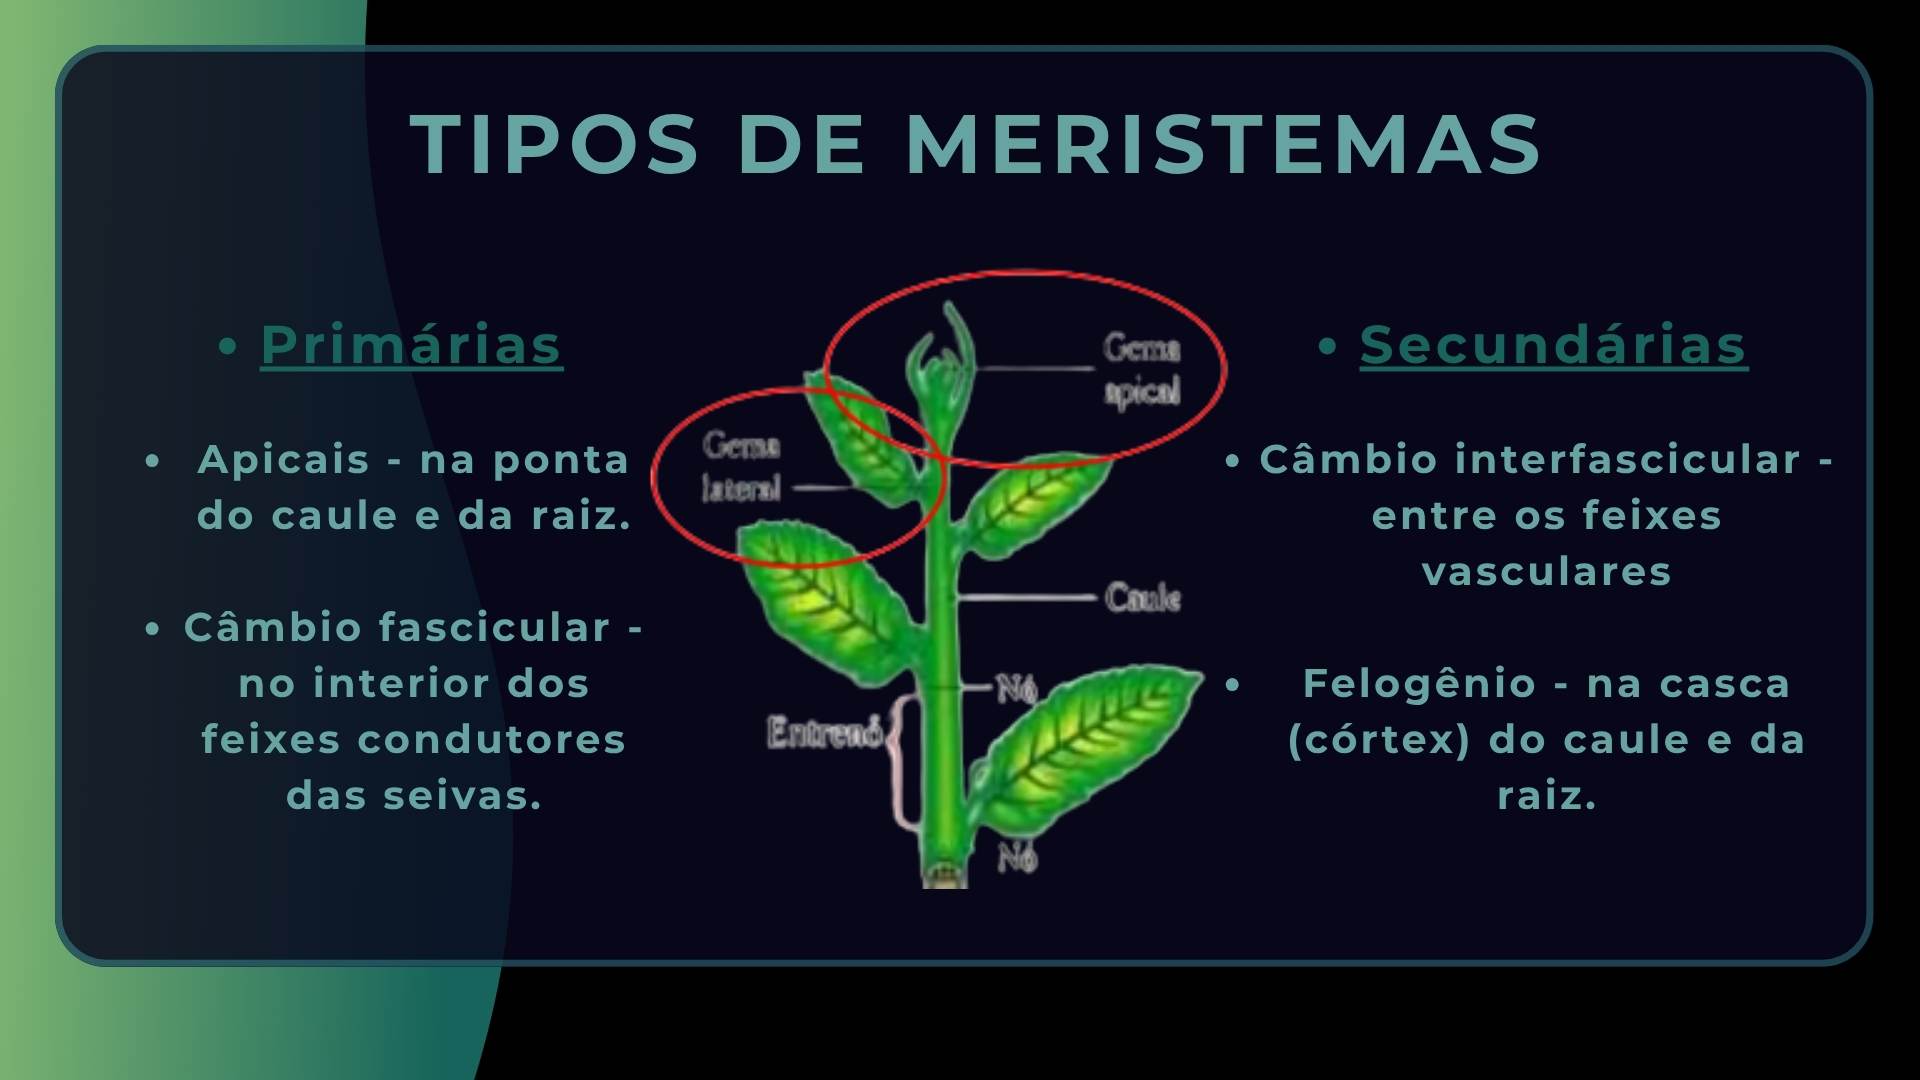 TIPOS DE MERISTEMAS
• Primárias
• Apicais - na ponta
do caule e da raiz.
• Câmbio fascicular -
no interior dos
feixes condutores
das seivas.
Gema
apical
Gema
lateral
Caule
Nó
Entrenó
Nó
• Secundárias
• Câmbio interfascicular -
entre os feixes
vasculares
• Felogênio - na casca
(córtex) do caule e da
raiz.